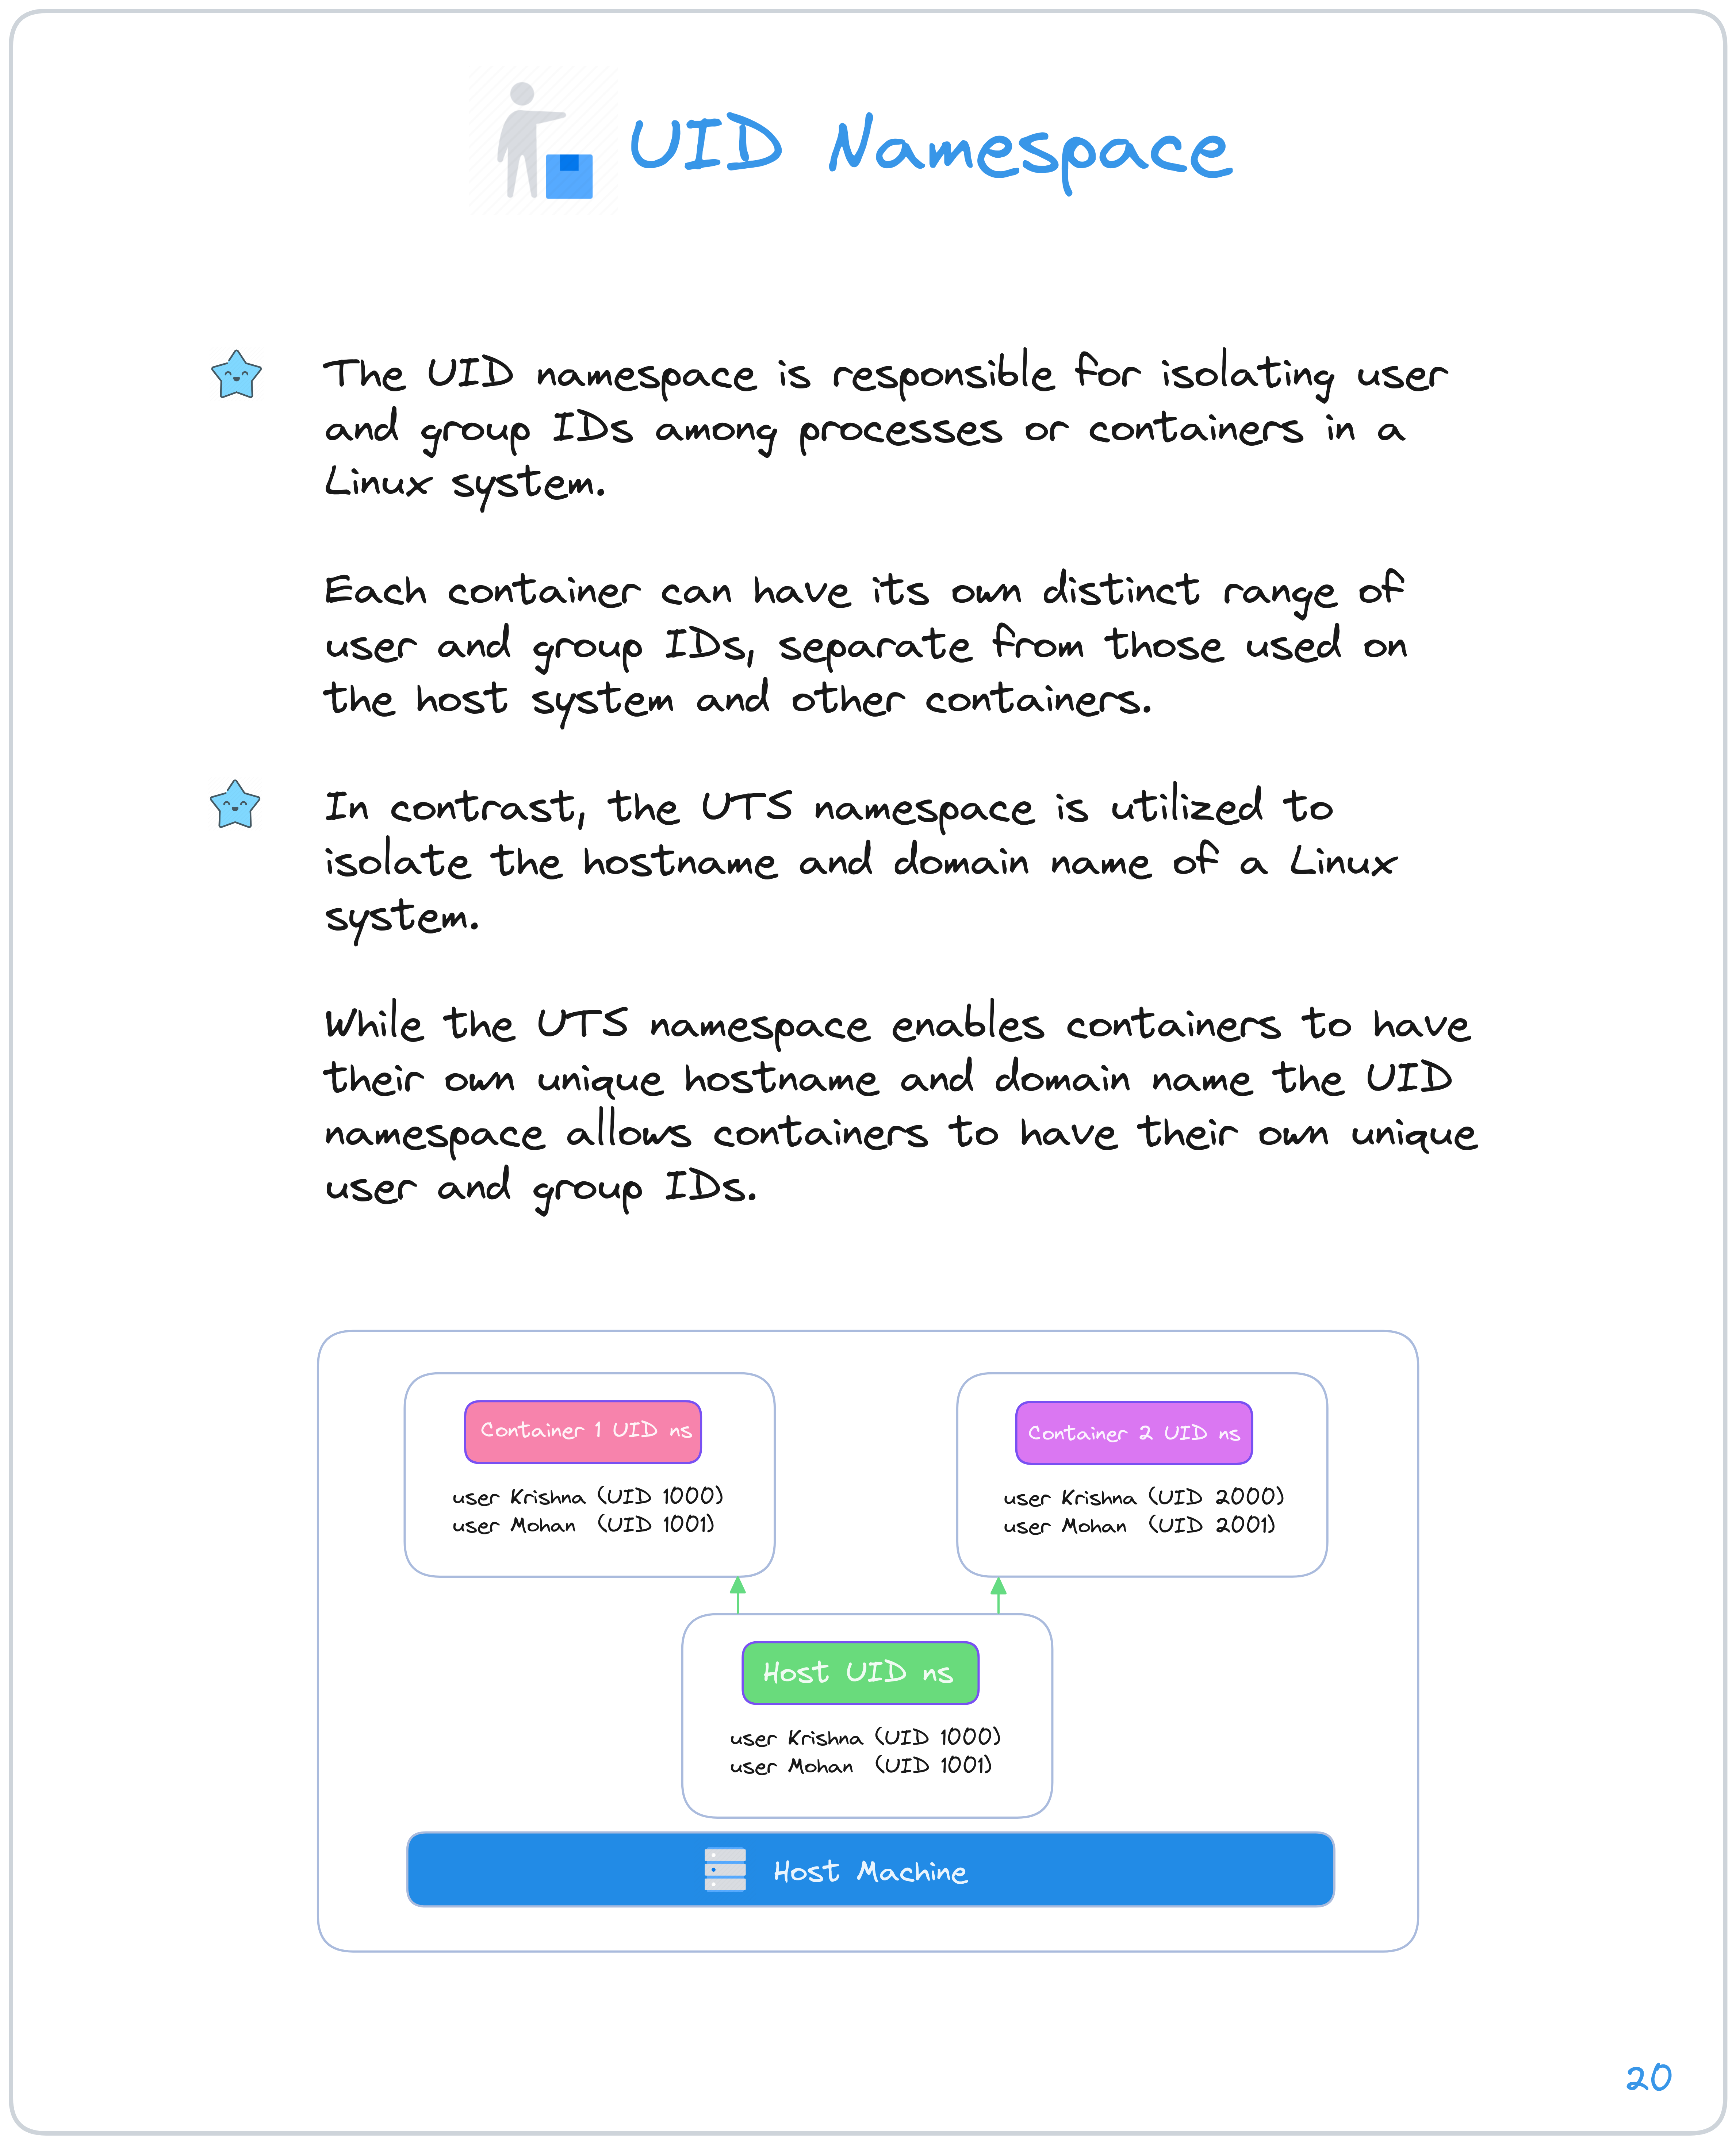 UID Namespace
The UID namespace is responsible for isolating user
and group IDs among processes or containers in a
Linux system.
Each container can have its own distinct range of
user and group IDs, separate from those used on
the host system and other containers.
In contrast, the UTS namespace is utilized to
isolate the hostname and domain name of a Linux
system.
While the UTS namespace enables containers to have
their own unique hostname and domain name the UID
namespace allows containers to have their own unique
user and group IDs.
Container 1 UID ns
user Krishna (UID 1000)
user Mohan (UID 1001)
Container 2 UID ns
user Krishna (UID 2000)
user Mohan (UID 2001)
Host UID ns
user Krishna (UID 1000)
user Mohan (UID 1001)
Host Machine
20